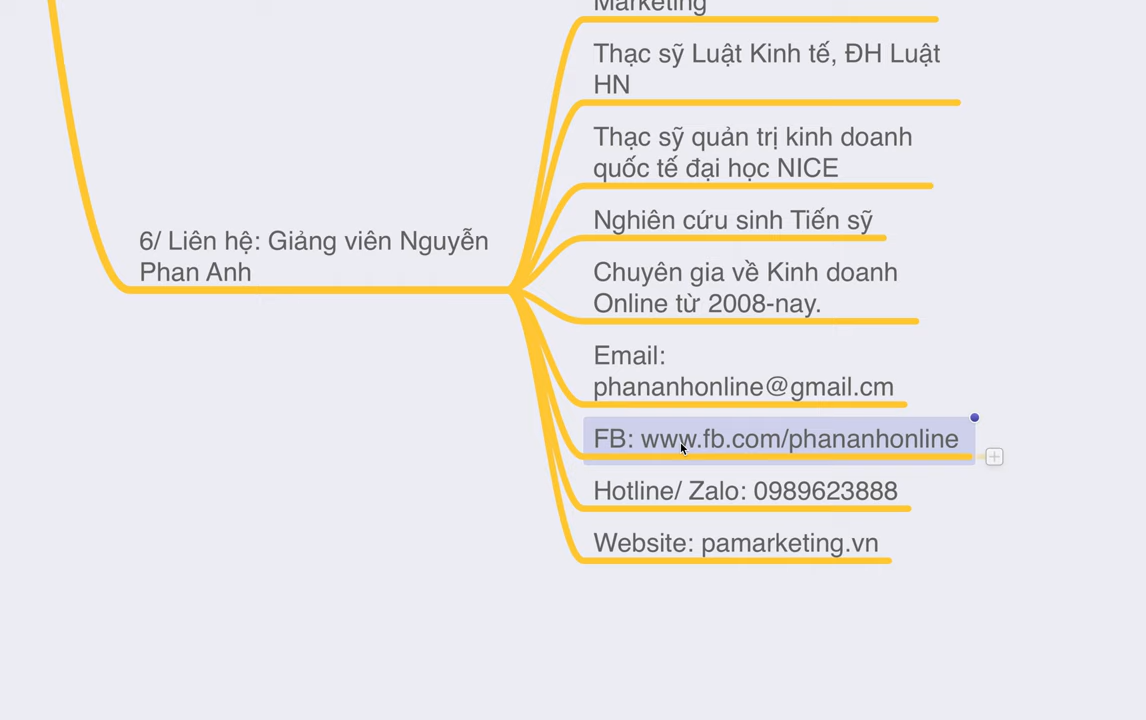 Marketing
Thạc sỹ Luật Kinh tế, ĐH Luật
HN
Thạc sỹ quản trị kinh doanh
quốc tế đại học NICE
Nghiên cứu sinh Tiến sỹ
6/ Liên hệ: Giảng viên Nguyễn
Phan Anh
Chuyên gia về Kinh doanh
Online từ 2008-nay.
Email:
phananhonline@gmail.cm
FB: www.fb.com/phananhonline
Hotline/ Zalo: 0989623888
Website: pamarketing.vn